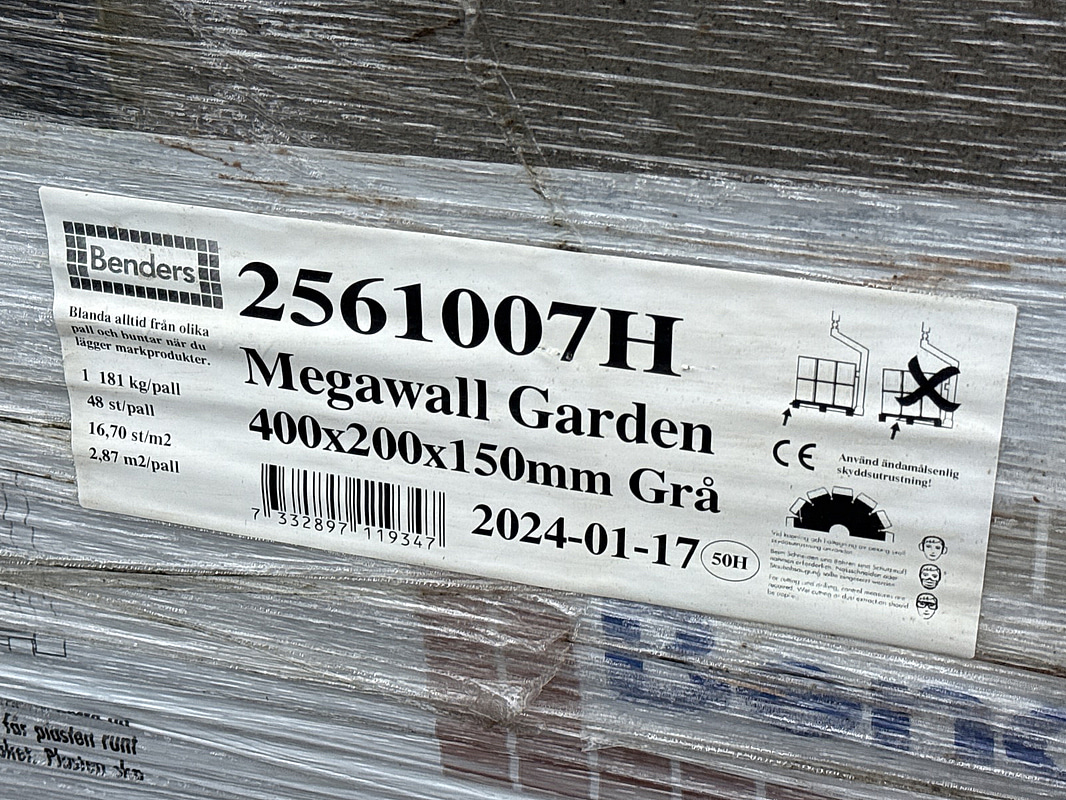 Benders
2561007H
Blanda alltid från olika
pall och buntar när du
lägger markprodukter.
Megawall Garden
1 181 kg/pall
48 st/pall
16,70 st/m2
2,87 m2/pall
400x200x150mm Grå
7 332897 119347
2024-01-17
50H
CE
Använd ändamålsenlig
skyddsutrustning!
för plasten runt